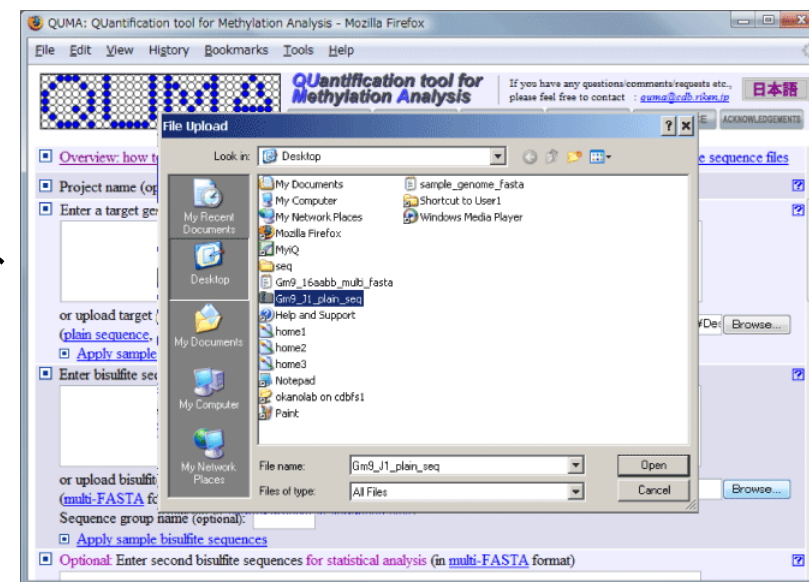 QUMA: QUantification tool for Methylation Analysis - Mozilla Firefox
File Edit View History Bookmarks Tools Help
QUMA
QUantification tool for
Methylation Analysis
If you have any questions/comments/requests etc.,
please feel free to contact : quma@cdb.riken.jp
日本語
ACKNOWLEDGEMENTS
File Upload
Look in: Desktop
Overview: how
e sequence files
Project name (op
Enter a target ge
or upload target
(plain sequence,
Apply sample
#Des Browse...
Enter bisulfite se
or upload bisulfit
(multi-FASTA fo
Browse...
Sequence group name (optional):
Apply sample bisulfite sequences
Optional: Enter second bisulfite sequences for statistical analysis (in multi-FASTA format)
My Recent
Documents
Desktop
My Documents
My Computer
My Network
Places
My Documents
My Computer
My Network Places
Mozilla Firefox
MyiQ
seq
Gm9_16aabb_multi_fasta
Gm9_J1_plain_seq
Help and Support
home1
home2
home3
Notepad
okanolab on cdbfs1
Paint
sample_genome_fasta
Shortcut to User1
Windows Media Player
File name: Gm9_J1_plain_seq Open
Files of type: All Files Cancel